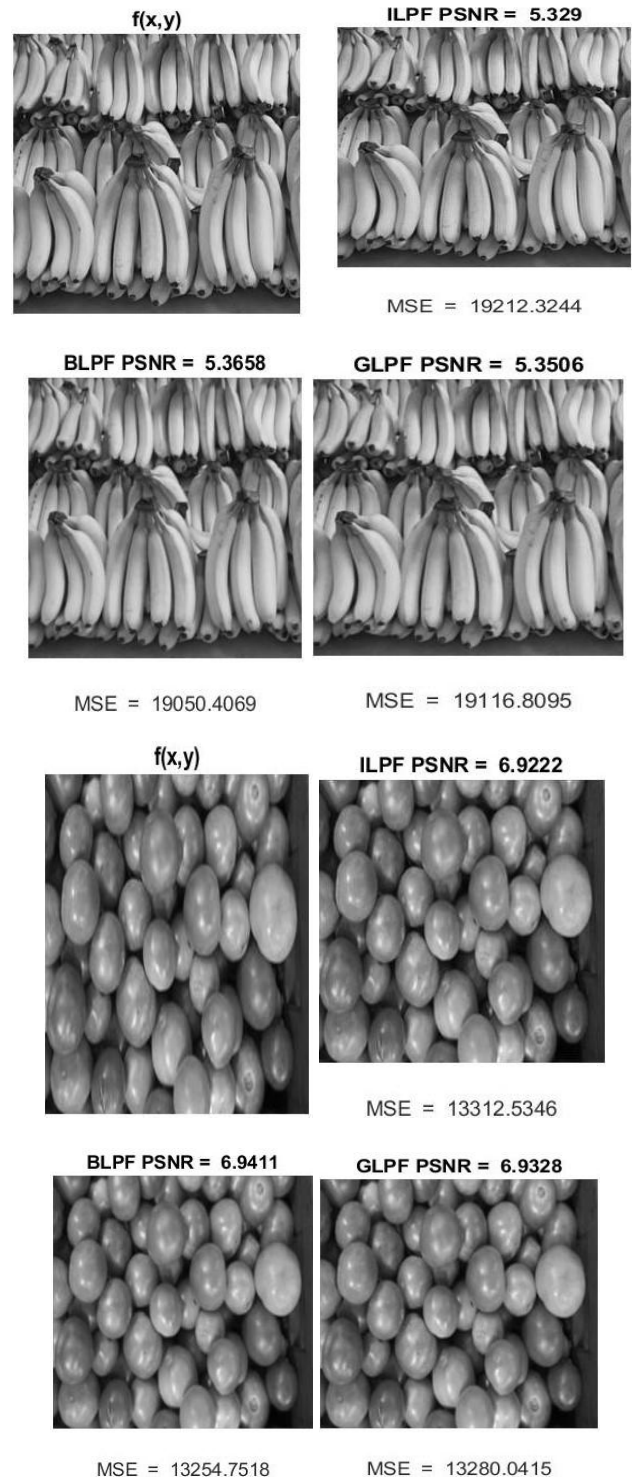 f(x,y)
ILPF PSNR = 5.329
MSE = 19212.3244
BLPF PSNR = 5.3658
GLPF PSNR = 5.3506
MSE = 19050.4069
MSE = 19116.8095
f(x,y)
ILPF PSNR = 6.9222
MSE = 13312.5346
BLPF PSNR = 6.9411
GLPF PSNR = 6.9328
MSE = 13254.7518
MSE = 13280.0415